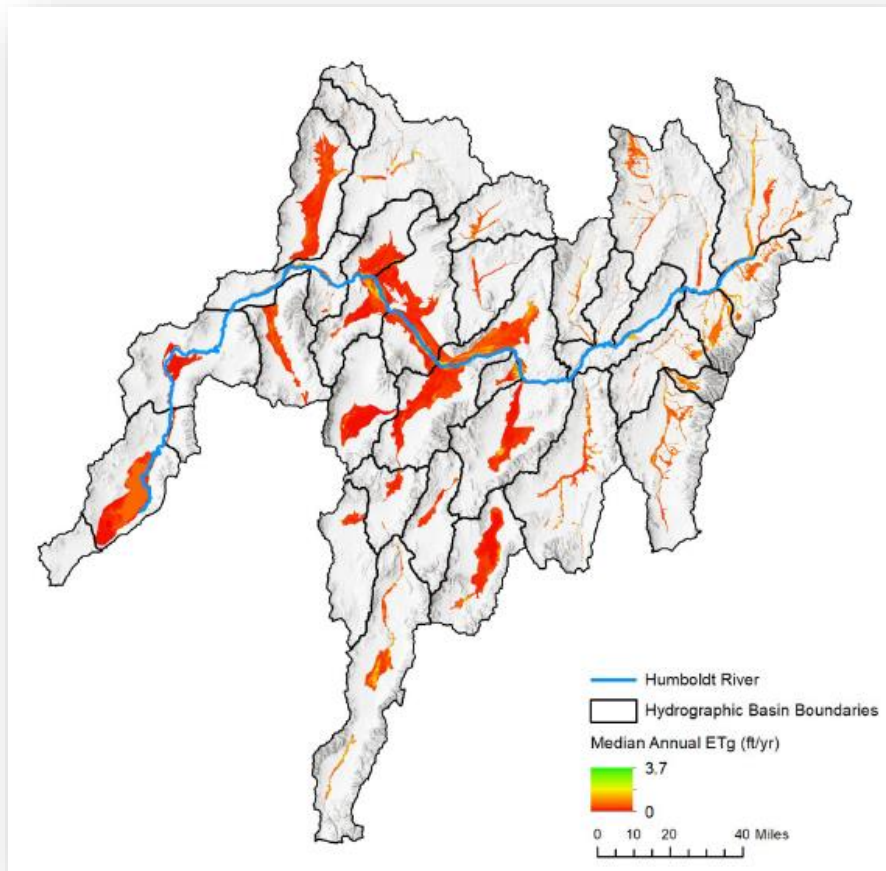 Humboldt River
Hydrographic Basin Boundaries
Median Annual ETg (ft/yr)
3.7
0
0 10 20 40 Miles